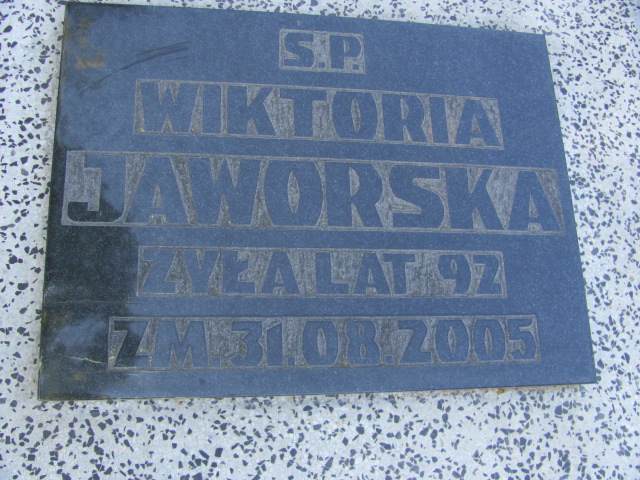 Ś.P.
WIKTORIA
JAWORSKA
ŻYŁA LAT 92
ZM. 31.08.2005